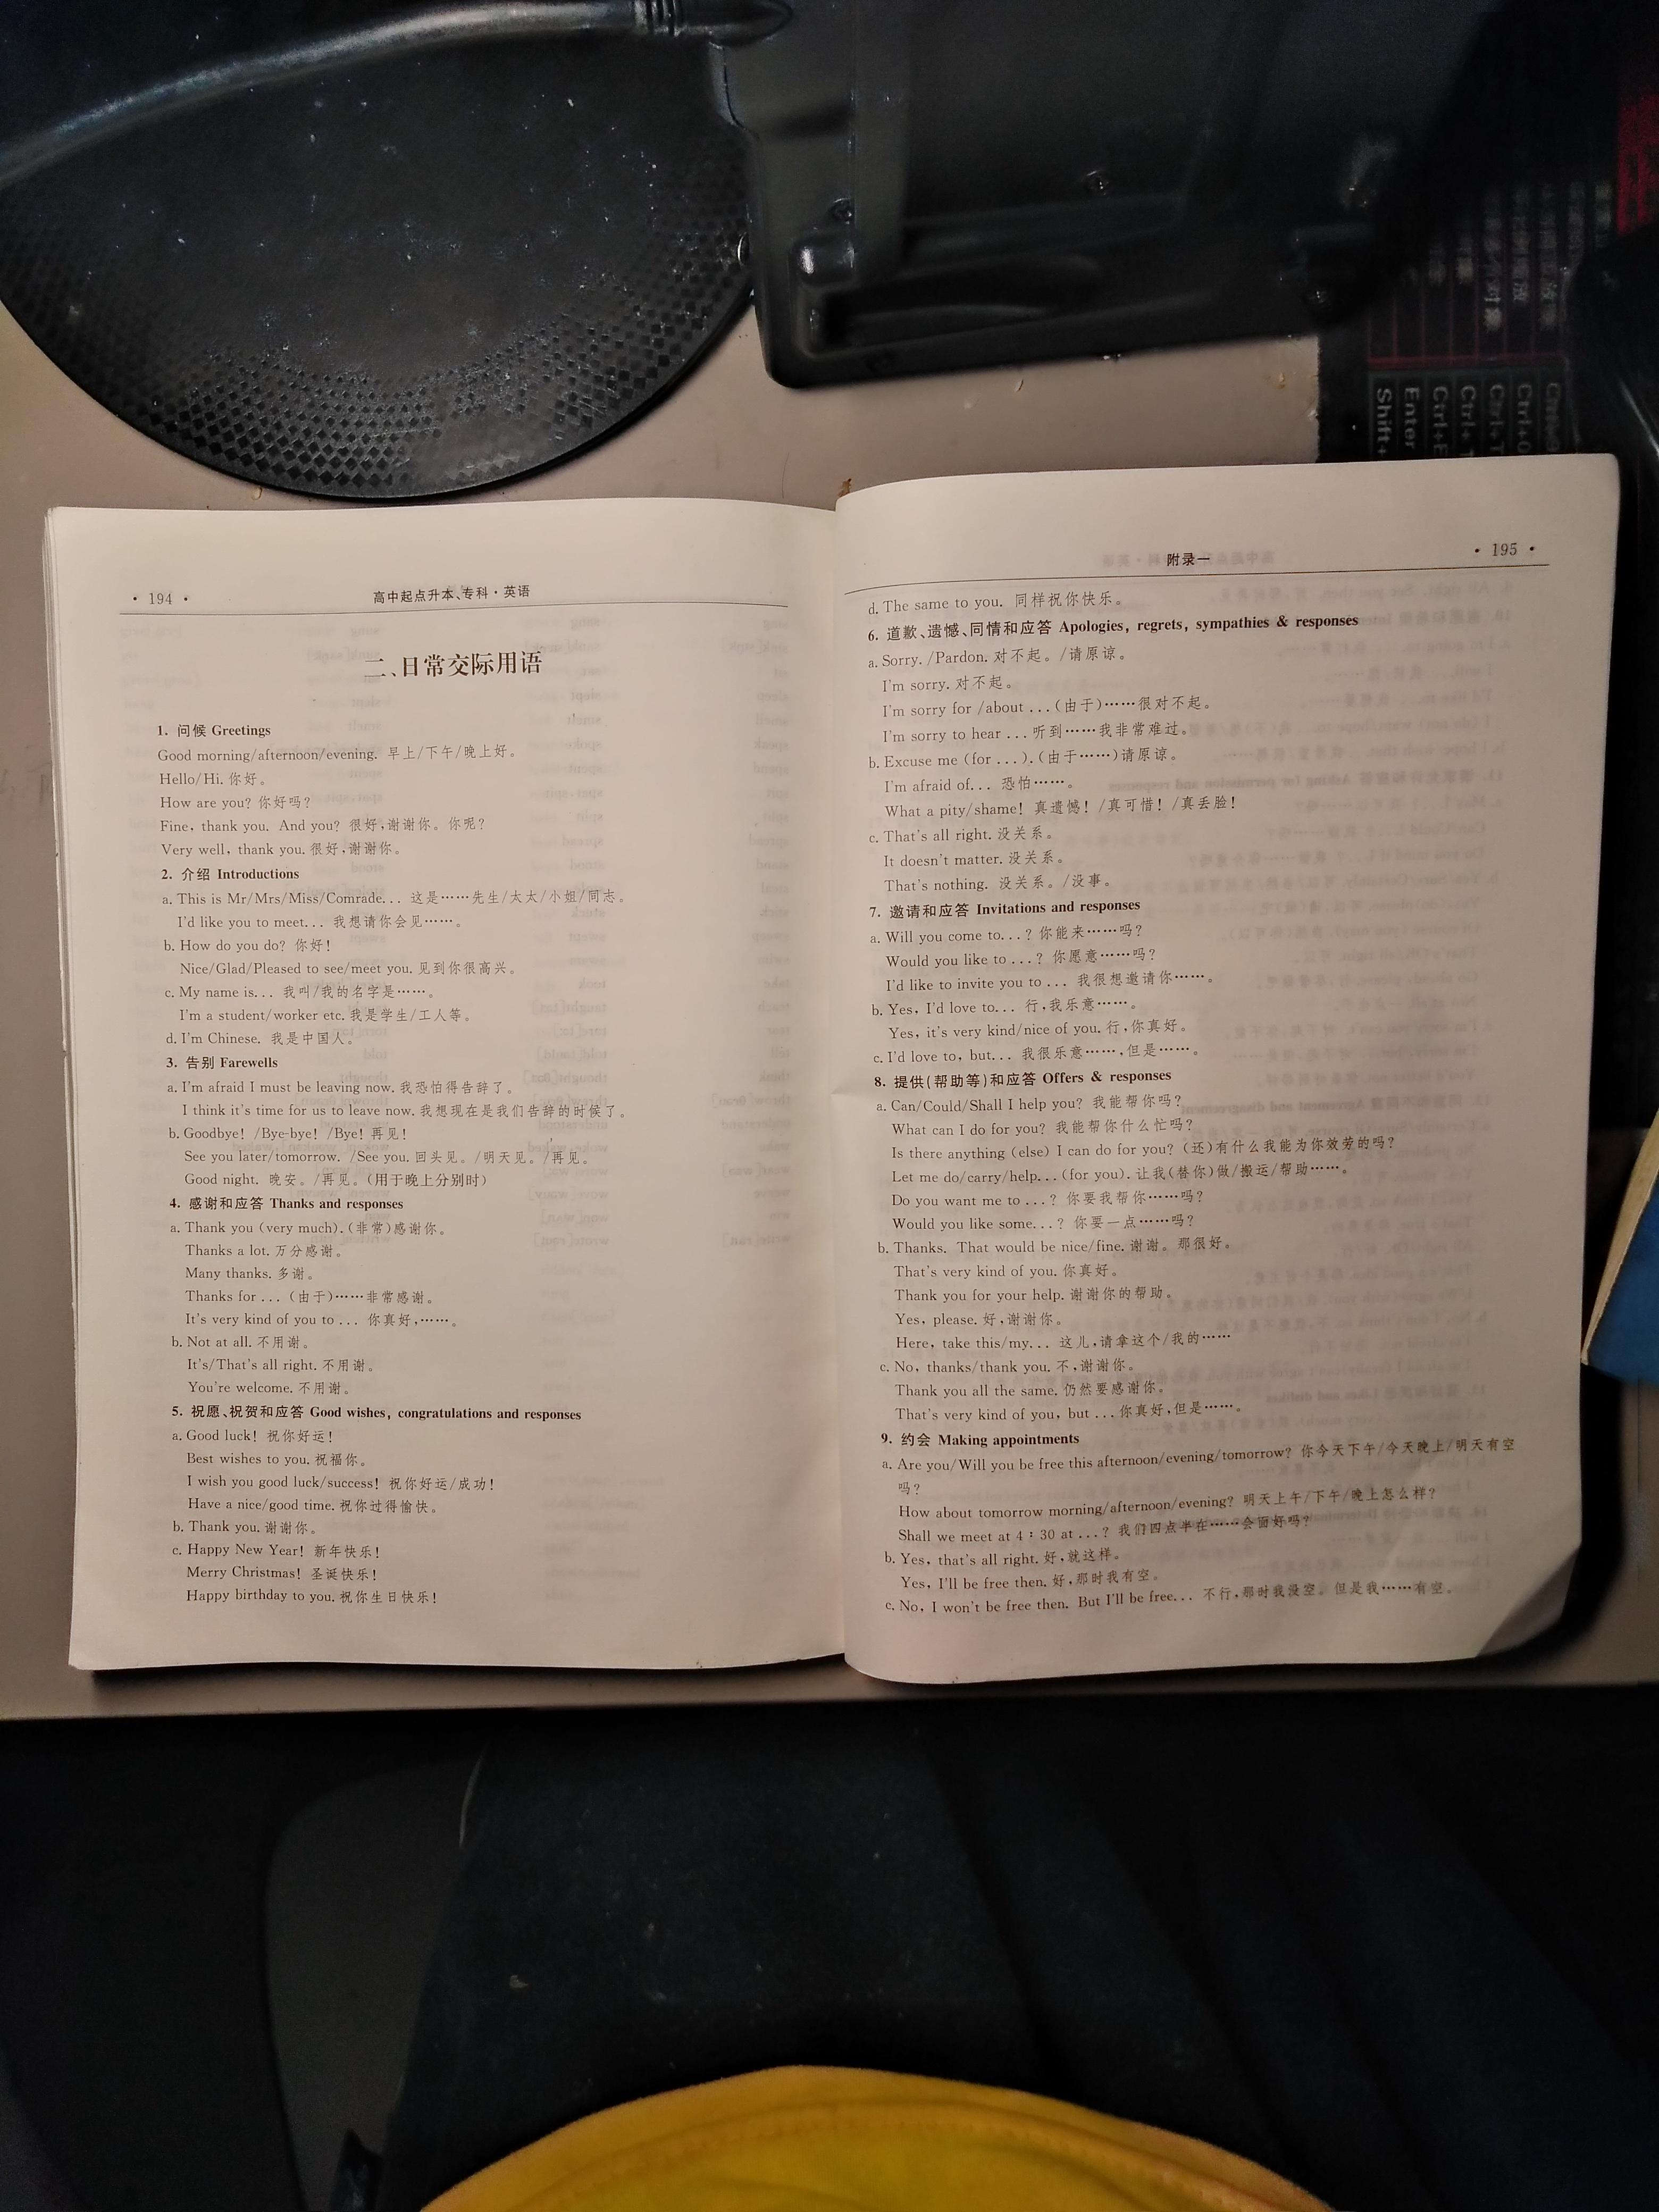 • 194 •
高中起点升本、专科·英语
二、日常交际用语
1. 问候 Greetings
Good morning/afternoon/evening. 早上/下午/晚上好。
Hello/Hi. 你好。
How are you? 你好吗?
Fine, thank you. And you? 很好,谢谢你。你呢?
Very well, thank you. 很好,谢谢你。
2. 介绍 Introductions
a. This is Mr/Mrs/Miss/Comrade... 这是……先生/太太/小姐/同志。
I'd like you to meet... 我想请你会见……。
b. How do you do? 你好!
Nice/Glad/Pleased to see/meet you. 见到你很高兴。
c. My name is... 我叫/我的名字是……。
I'm a student/worker etc. 我是学生/工人等。
d. I'm Chinese. 我是中国人。
3. 告别 Farewells
a. I'm afraid I must be leaving now. 我恐怕得告辞了。
I think it's time for us to leave now. 我想现在是我们告辞的时候了。
b. Goodbye! /Bye-bye! /Bye! 再见!
See you later/tomorrow. /See you. 回头见。/明天见。/再见。
Good night. 晚安。/再见。(用于晚上分别时)
4. 感谢和应答 Thanks and responses
a. Thank you (very much). (非常)感谢你。
Thanks a lot. 万分感谢。
Many thanks. 多谢。
Thanks for ... (由于)……非常感谢。
It's very kind of you to ... 你真好,……。
b. Not at all. 不用谢。
It's/That's all right. 不用谢。
You're welcome. 不用谢。
5. 祝愿、祝贺和应答 Good wishes, congratulations and responses
a. Good luck! 祝你好运!
Best wishes to you. 祝福你。
I wish you good luck/success! 祝你好运/成功!
Have a nice/good time. 祝你过得愉快。
b. Thank you. 谢谢你。
c. Happy New Year! 新年快乐!
Merry Christmas! 圣诞快乐!
Happy birthday to you. 祝你生日快乐!
附录一
• 195 •
d. The same to you. 同样祝你快乐。
6. 道歉、遗憾、同情和应答 Apologies, regrets, sympathies & responses
a. Sorry. /Pardon. 对不起。/请原谅。
I'm sorry. 对不起。
I'm sorry for /about ... (由于)……很对不起。
I'm sorry to hear ... 听到……我非常难过。
b. Excuse me (for ...). (由于……)请原谅。
I'm afraid of... 恐怕……。
What a pity/shame! 真遗憾! /真可惜! /真丢脸!
c. That's all right. 没关系。
It doesn't matter. 没关系。
That's nothing. 没关系。/没事。
7. 邀请和应答 Invitations and responses
a. Will you come to...? 你能来……吗?
Would you like to ...? 你愿意……吗?
I'd like to invite you to ... 我很想邀请你……。
b. Yes, I'd love to... 行,我乐意……。
Yes, it's very kind/nice of you. 行,你真好。
c. I'd love to, but... 我很乐意……,但是……。
8. 提供(帮助等)和应答 Offers & responses
a. Can/Could/Shall I help you? 我能帮你吗?
What can I do for you? 我能帮你什么忙吗?
Is there anything (else) I can do for you? (还)有什么我能为你效劳的吗?
Let me do/carry/help... (for you). 让我(替你)做/搬运/帮助……。
Do you want me to ...? 你要我帮你……吗?
Would you like some...? 你要一点……吗?
b. Thanks. That would be nice/fine. 谢谢。那很好。
That's very kind of you. 你真好。
Thank you for your help. 谢谢你的帮助。
Yes, please. 好,谢谢你。
Here, take this/my... 这儿,请拿这个/我的……
c. No, thanks/thank you. 不,谢谢你。
Thank you all the same. 仍然要感谢你。
That's very kind of you, but ... 你真好,但是……。
9. 约会 Making appointments
a. Are you/Will you be free this afternoon/evening/tomorrow? 你今天下午/今天晚上/明天有空
吗?
How about tomorrow morning/afternoon/evening? 明天上午/下午/晚上怎么样?
Shall we meet at 4:30 at ...? 我们四点半在……会面好吗?
b. Yes, that's all right. 好,就这样。
Yes, I'll be free then. 好,那时我有空。
c. No, I won't be free then. But I'll be free... 不行,那时我没空。但是我……有空。
Ctrl+E
Enter
Shift+